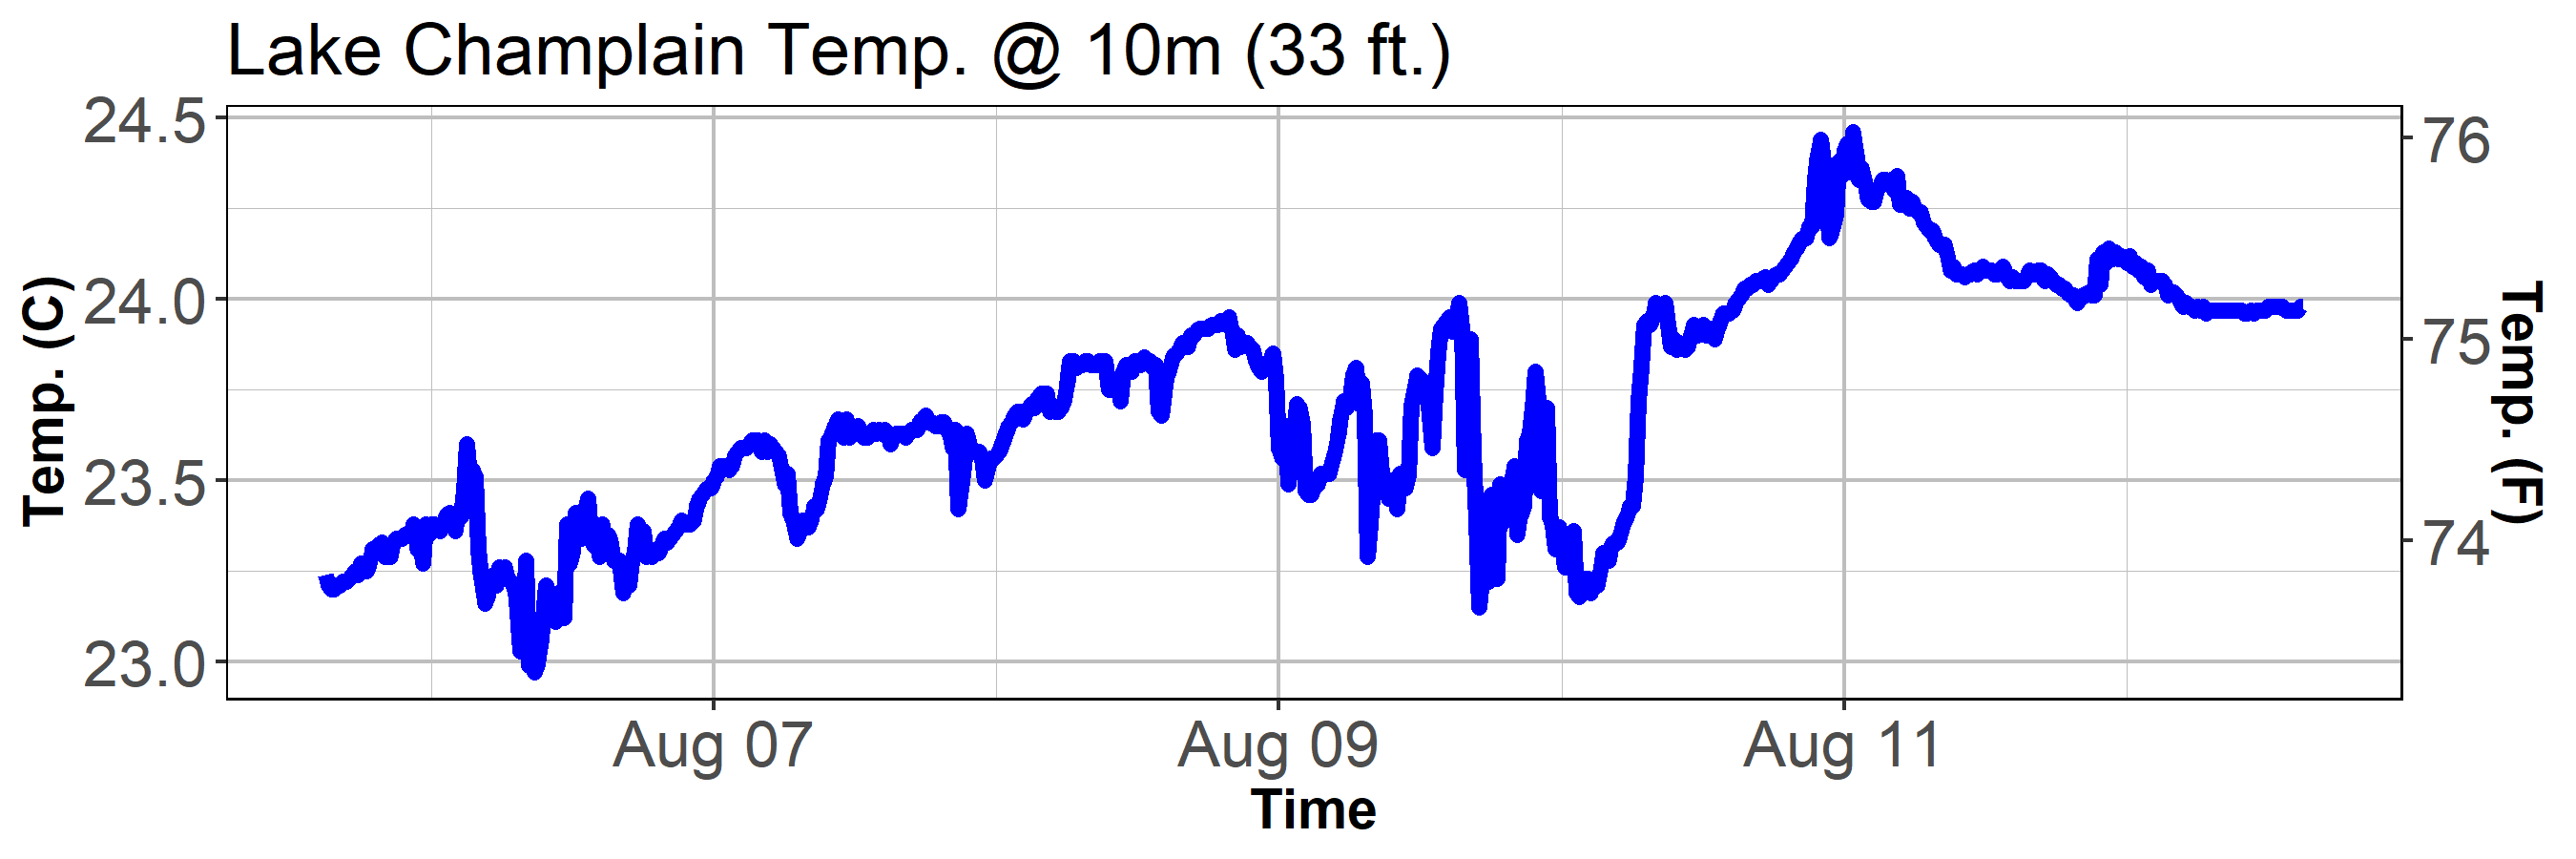 Lake Champlain Temp. @ 10m (33 ft.)
Temp. (C)
24.5
24.0
23.5
23.0
76
75
74
Temp. (F)
Aug 07
Aug 09
Aug 11
Time